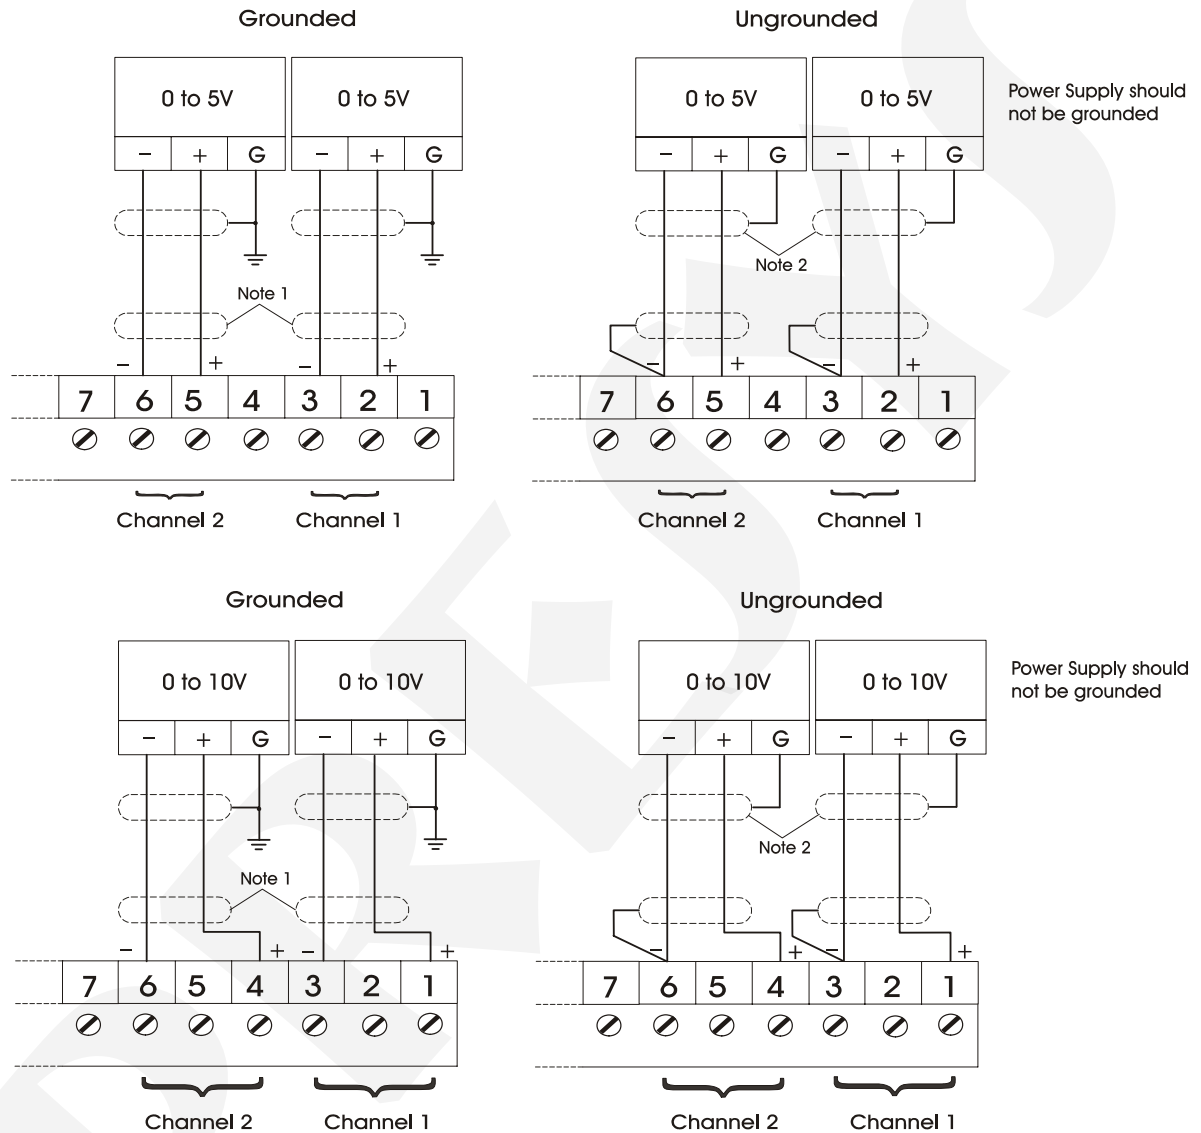 Grounded
Ungrounded
0 to 5V
0 to 5V
0 to 5V
0 to 5V
Power Supply should
not be grounded
− + G − + G
− + G − + G
Note 1
Note 2
− + − +
− + − +
7 6 5 4 3 2 1
7 6 5 4 3 2 1
Channel 2
Channel 1
Channel 2
Channel 1
Grounded
Ungrounded
0 to 10V
0 to 10V
0 to 10V
0 to 10V
Power Supply should
not be grounded
− + G − + G
− + G − + G
Note 1
Note 2
− + − +
− + − +
7 6 5 4 3 2 1
7 6 5 4 3 2 1
Channel 2
Channel 1
Channel 2
Channel 1
PRESYS